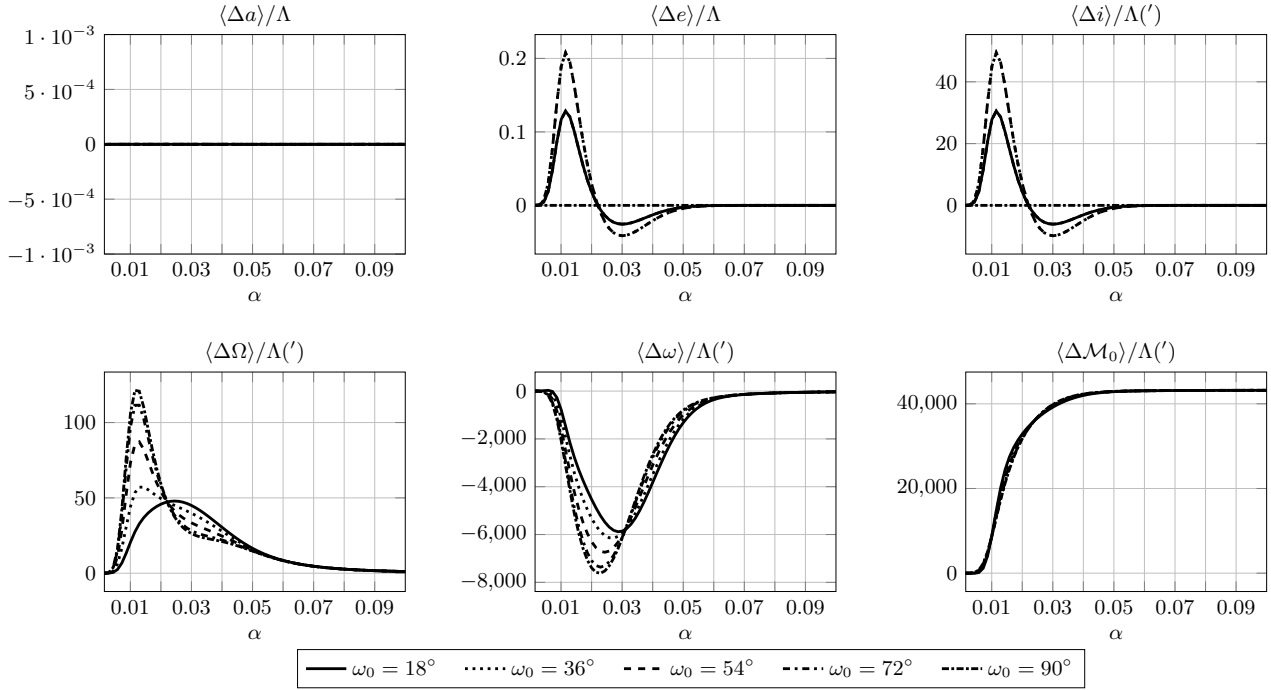 ⟨Δa⟩/Λ
1 · 10⁻³
5 · 10⁻⁴
0
−5 · 10⁻⁴
−1 · 10⁻³
0.01 0.03 0.05 0.07 0.09
α
⟨Δe⟩/Λ
0.2
0.1
0
0.01 0.03 0.05 0.07 0.09
α
⟨Δi⟩/Λ(′)
40
20
0
0.01 0.03 0.05 0.07 0.09
α
⟨ΔΩ⟩/Λ(′)
100
50
0
0.01 0.03 0.05 0.07 0.09
α
⟨Δω⟩/Λ(′)
0
−2,000
−4,000
−6,000
−8,000
0.01 0.03 0.05 0.07 0.09
α
⟨Δℳ₀⟩/Λ(′)
40,000
20,000
0
0.01 0.03 0.05 0.07 0.09
α
ω₀ = 18° ω₀ = 36° ω₀ = 54° ω₀ = 72° ω₀ = 90°